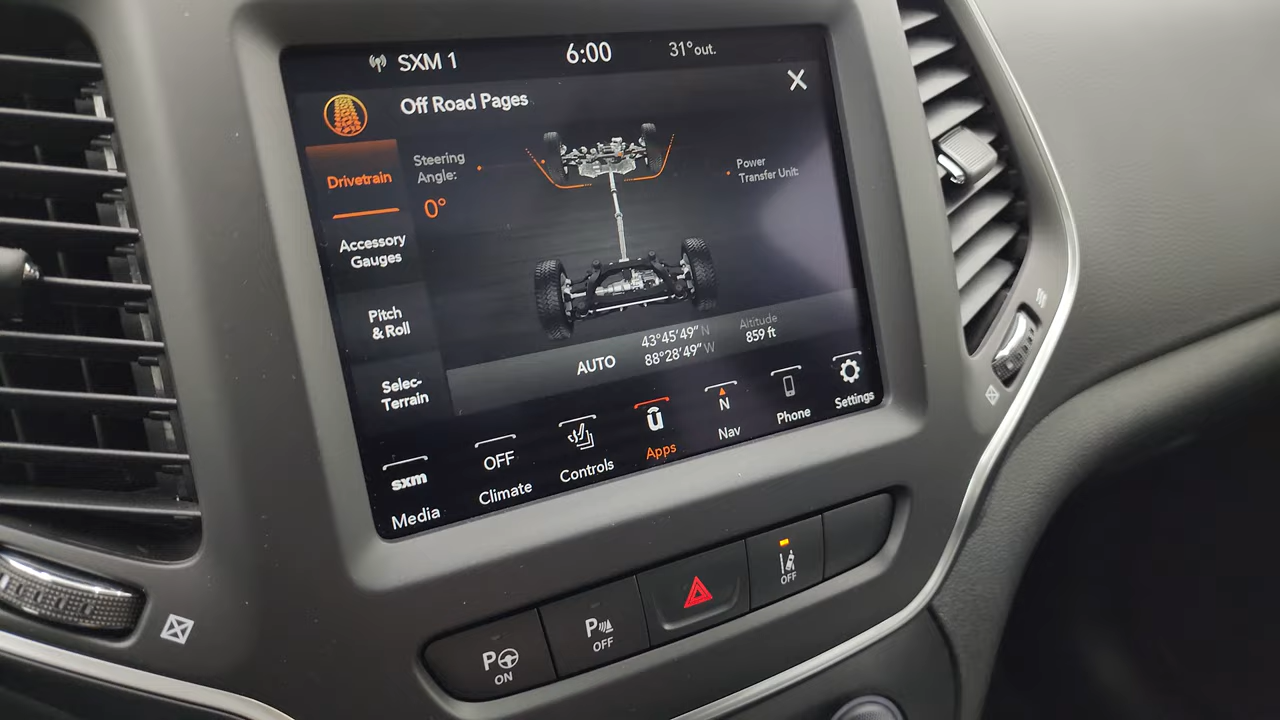 SXM 1
6:00
31°out.
Off Road Pages
Drivetrain
Accessory
Gauges
Pitch
& Roll
Selec-
Terrain
Steering
Angle:
0°
Power
Transfer Unit:
AUTO
43°45'49" N
88°28'49" W
Altitude
859 ft
sxm
Media
OFF
Climate
Controls
Apps
N
Nav
Phone
Settings
P
ON
P
OFF
OFF